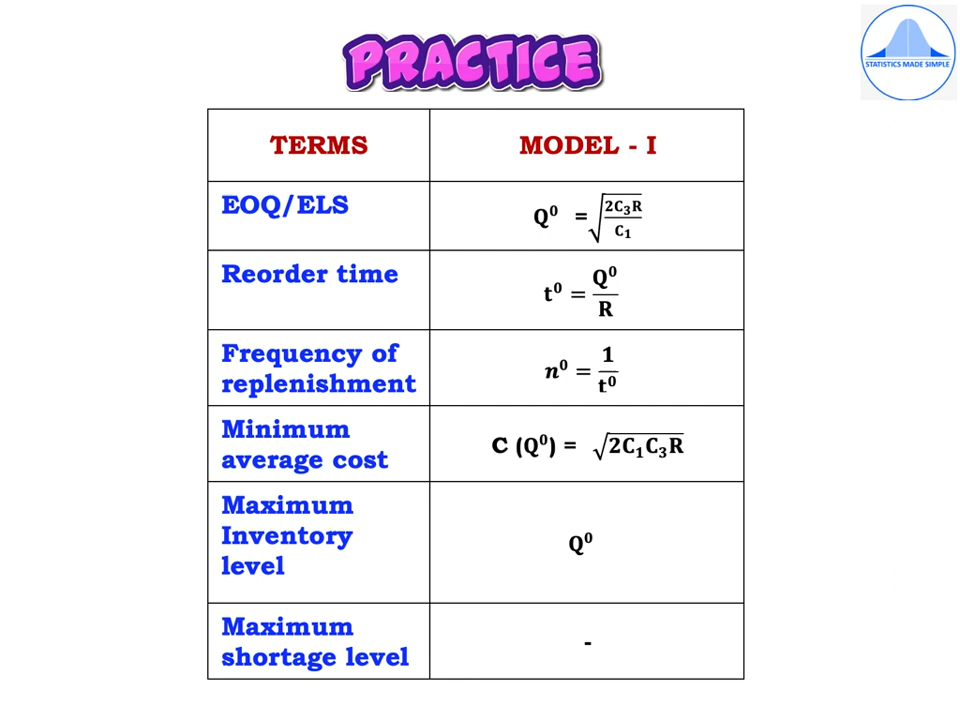 PRACTICE
STATISTICS MADE SIMPLE
TERMS
MODEL - I
EOQ/ELS
Q⁰ = √(2C₃R/C₁)
Reorder time
t⁰ = Q⁰/R
Frequency of
replenishment
n⁰ = 1/t⁰
Minimum
average cost
C (Q⁰) = √2C₁C₃R
Maximum
Inventory
level
Q⁰
Maximum
shortage level
-